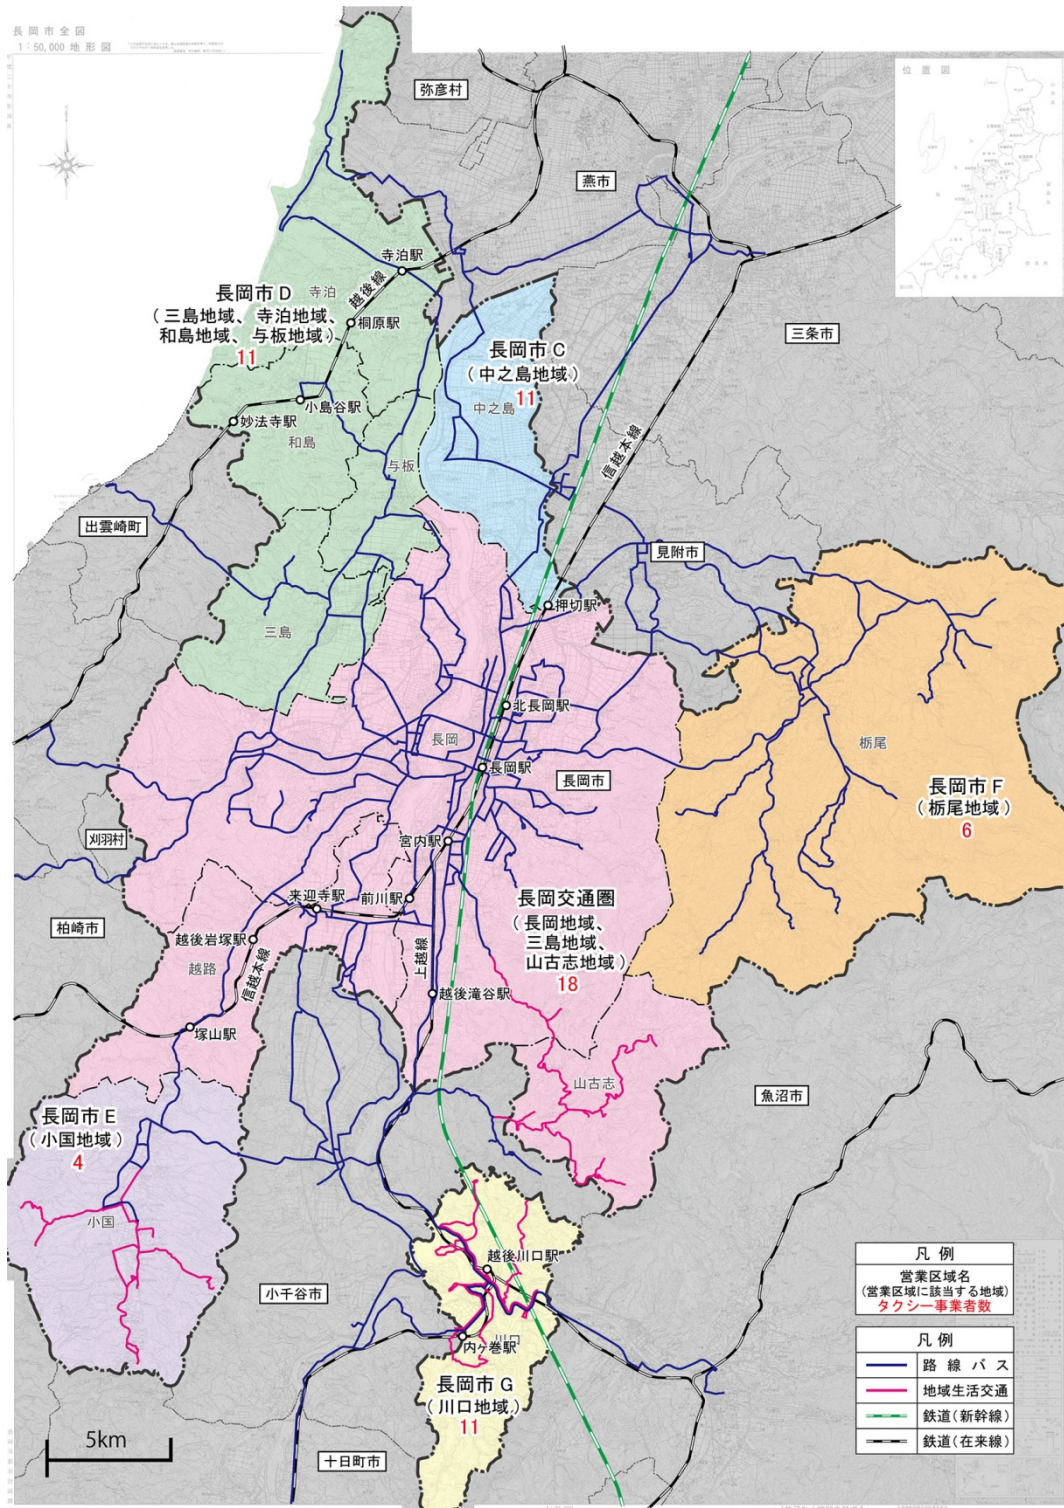 長岡市全図
1:50,000 地形図
位置図
弥彦村
燕市
寺泊駅
越後線
長岡市D
寺泊
(三島地域、寺泊地域、
和島地域、与板地域)
11
桐原駅
三条市
長岡市C
(中之島地域)
11
中之島
小島谷駅
妙法寺駅
和島
与板
信越本線
出雲崎町
見附市
押切駅
三島
北長岡駅
長岡
栃尾
長岡駅
長岡市
長岡市F
(栃尾地域)
6
刈羽村
宮内駅
来迎寺駅
前川駅
長岡交通圏
(長岡地域、
三島地域、
山古志地域)
18
柏崎市
越後岩塚駅
越路
信越本線
上越線
越後滝谷駅
塚山駅
山古志
魚沼市
長岡市E
(小国地域)
4
小国
越後川口駅
小千谷市
川口
内ヶ巻駅
長岡市G
(川口地域)
11
十日町市
5km
凡例
営業区域名
(営業区域に該当する地域)
タクシー事業者数
凡例
路線バス
地域生活交通
鉄道(新幹線)
鉄道(在来線)